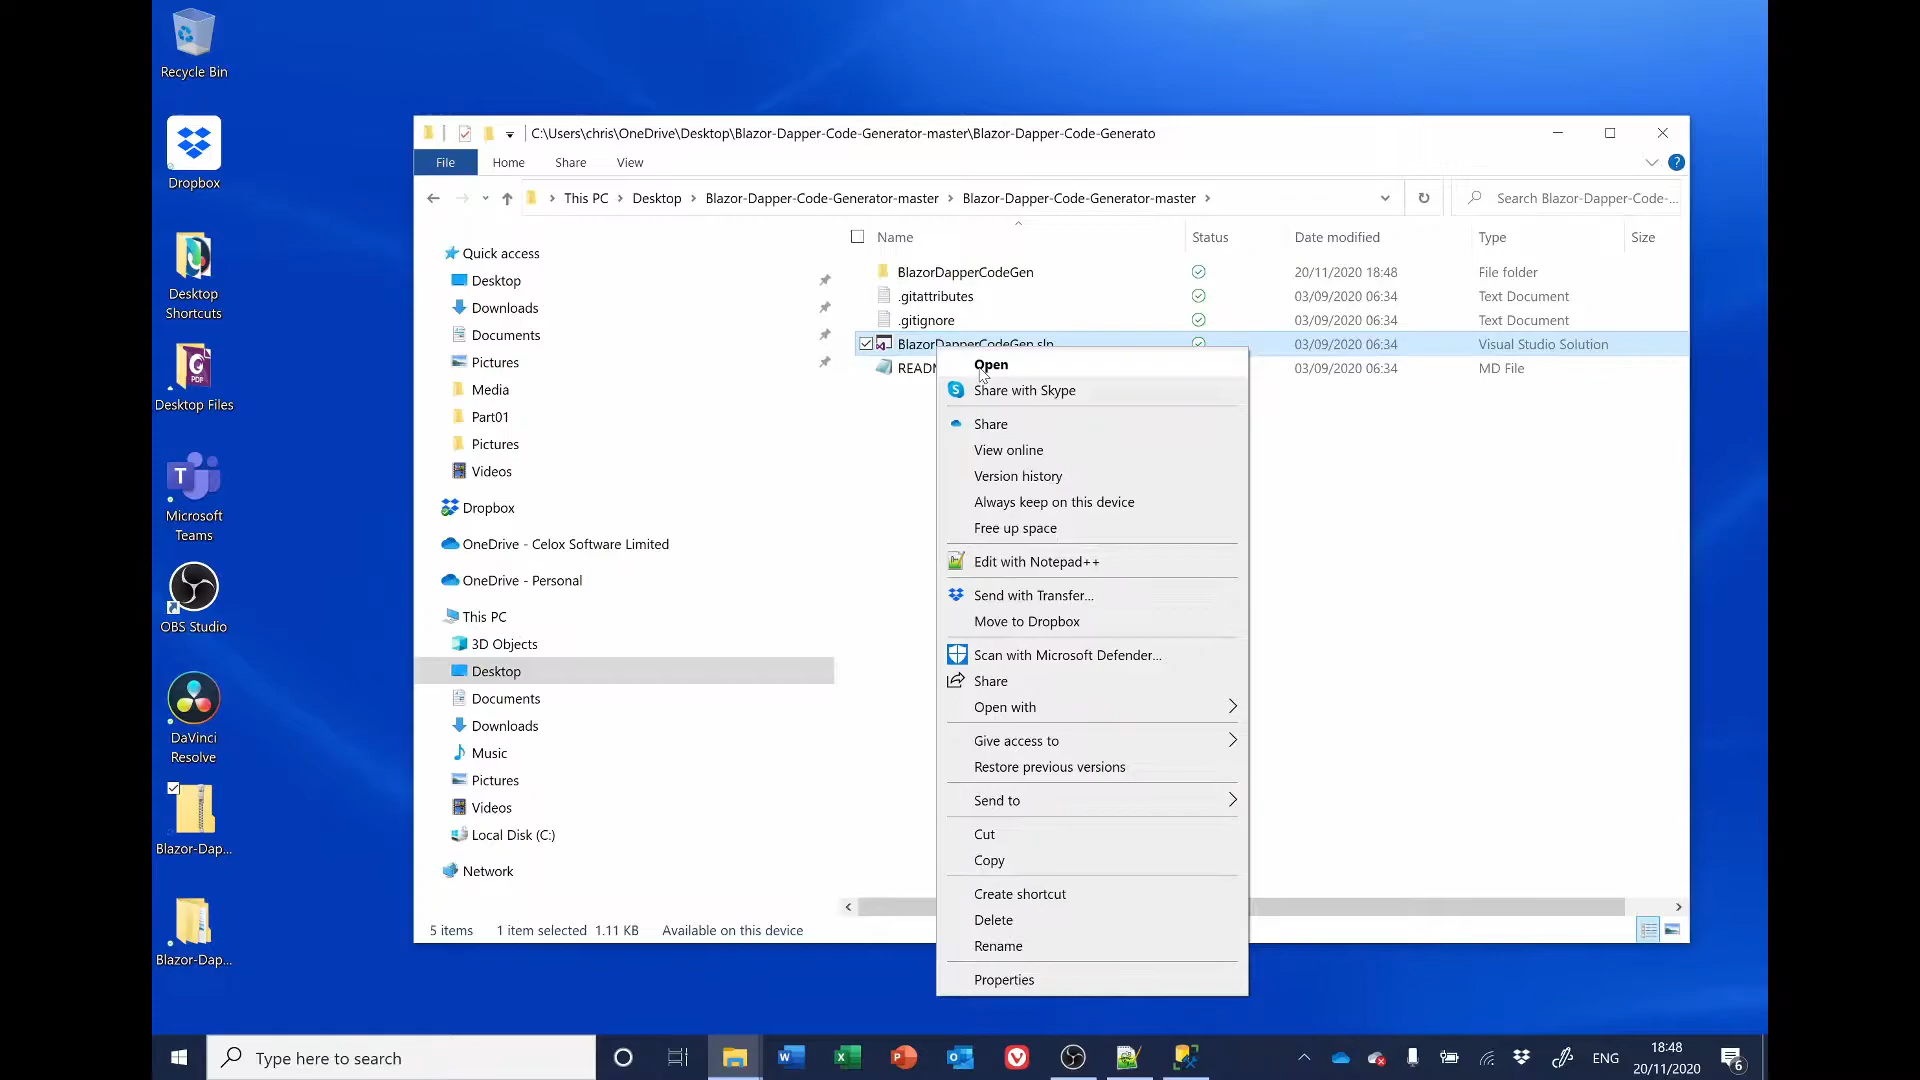 Recycle Bin
Dropbox
Desktop
Shortcuts
PDF
Desktop Files
T
Microsoft
Teams
OBS Studio
DaVinci
Resolve
Blazor-Dap...
Blazor-Dap...
C:\Users\chris\OneDrive\Desktop\Blazor-Dapper-Code-Generator-master\Blazor-Dapper-Code-Generato
File
Home
Share
View
?
This PC
Desktop
Blazor-Dapper-Code-Generator-master
Blazor-Dapper-Code-Generator-master
Search Blazor-Dapper-Code-...
Quick access
Desktop
Downloads
Documents
Pictures
Media
Part01
Pictures
Videos
Dropbox
OneDrive - Celox Software Limited
OneDrive - Personal
This PC
3D Objects
Desktop
Documents
Downloads
Music
Pictures
Videos
Local Disk (C:)
Network
Name Status Date modified Type Size
BlazorDapperCodeGen 20/11/2020 18:48 File folder
.gitattributes 03/09/2020 06:34 Text Document
.gitignore 03/09/2020 06:34 Text Document
BlazorDapperCodeGen.sln 03/09/2020 06:34 Visual Studio Solution
READ 03/09/2020 06:34 MD File
Open
S Share with Skype
Share
View online
Version history
Always keep on this device
Free up space
Edit with Notepad++
Send with Transfer...
Move to Dropbox
Scan with Microsoft Defender...
Share
Open with
Give access to
Restore previous versions
Send to
Cut
Copy
Create shortcut
Delete
Rename
Properties
5 items 1 item selected 1.11 KB Available on this device
Type here to search
ENG
18:48
20/11/2020
6